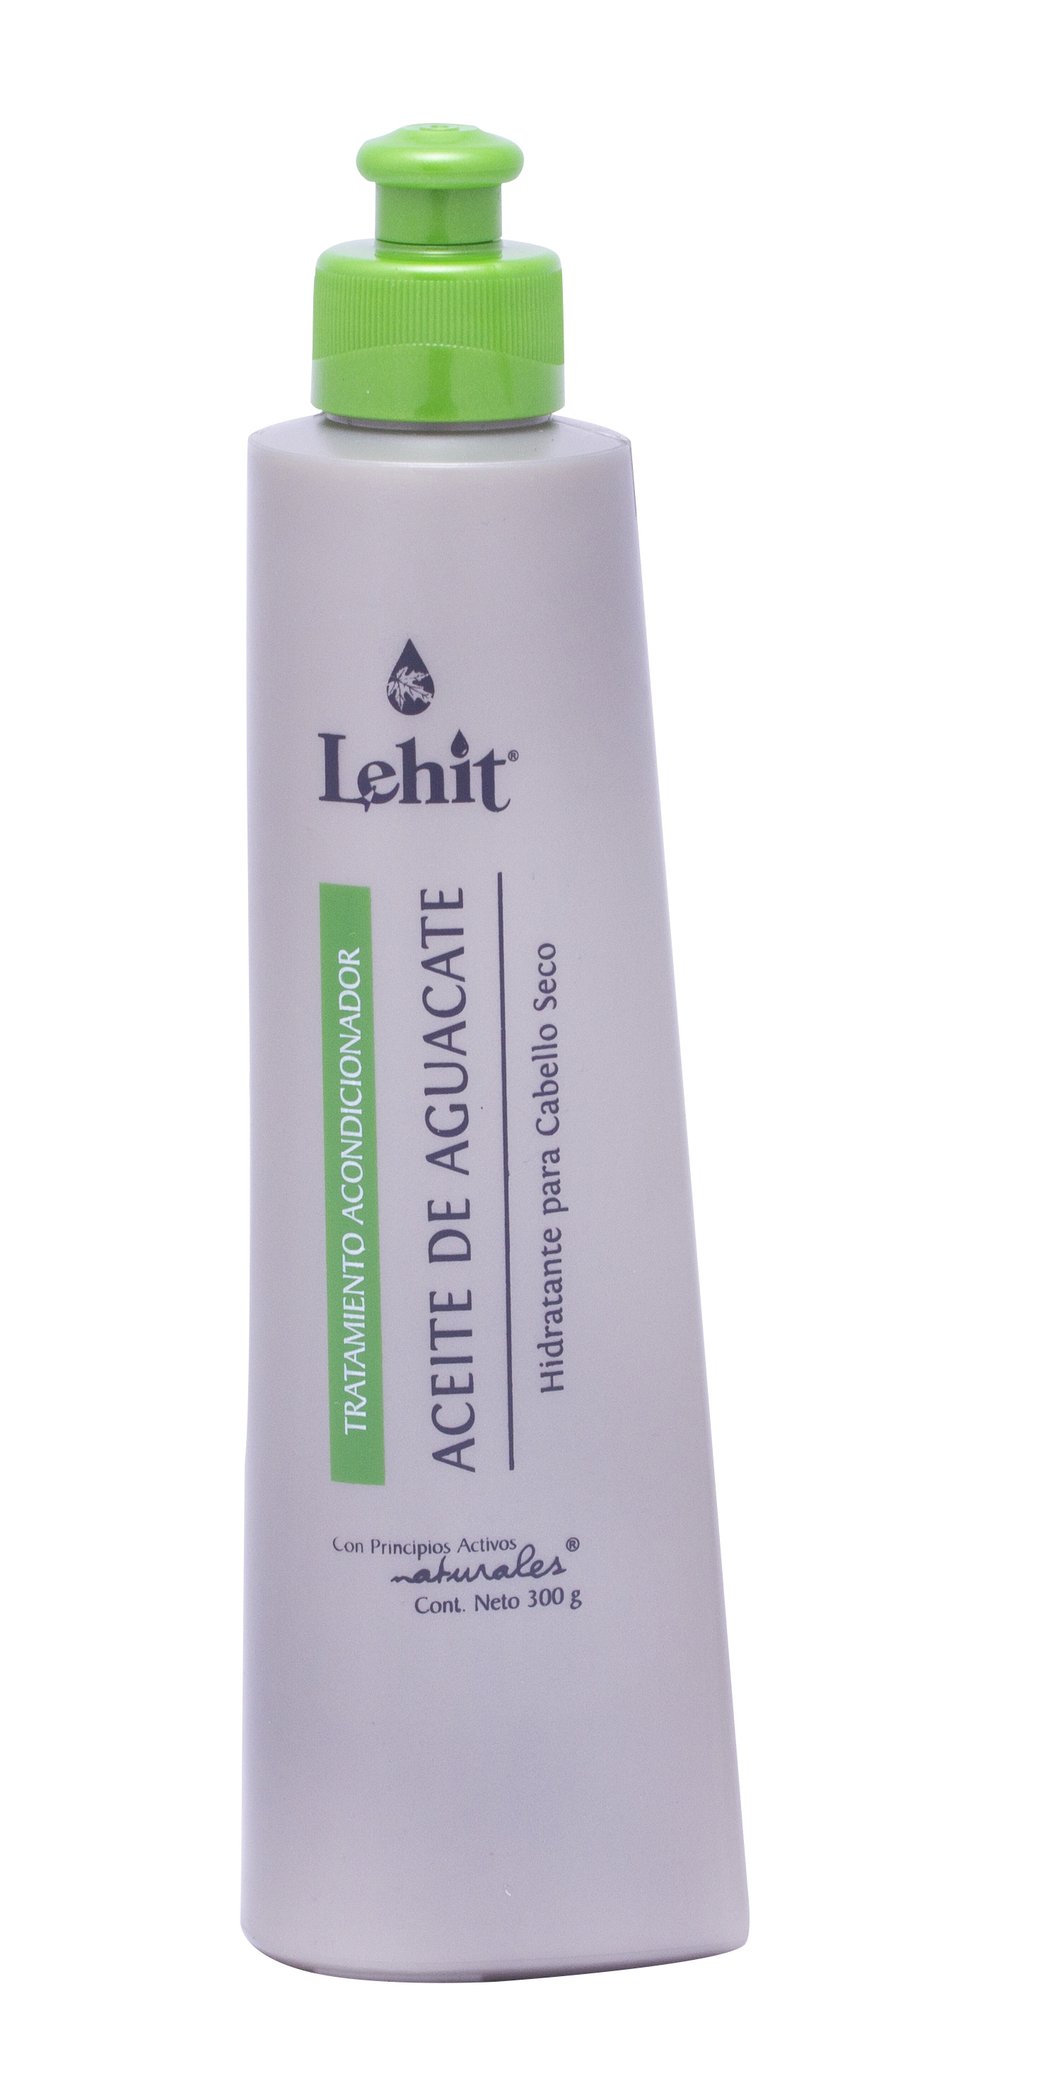 Lehit®
TRATAMIENTO ACONDICIONADOR
ACEITE DE AGUACATE
Hidratante para Cabello Seco
Con Principios Activos
naturales®
Cont. Neto 300 g